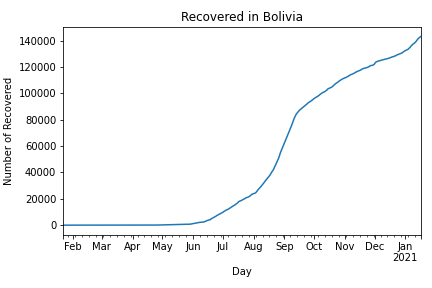 Recovered in Bolivia
Number of Recovered
140000
120000
100000
80000
60000
40000
20000
0
Feb Mar Apr May Jun Jul Aug Sep Oct Nov Dec Jan
2021
Day